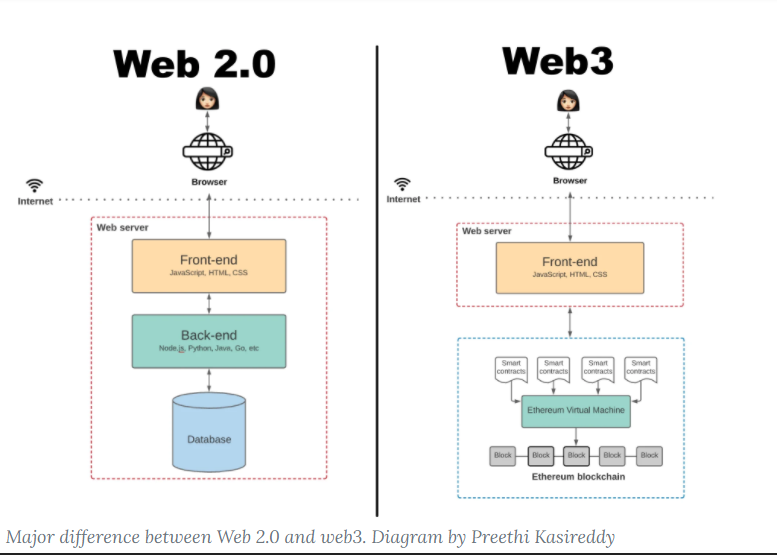 Web 2.0
Browser
Internet
Web server
Front-end
JavaScript, HTML, CSS
Back-end
Node.js, Python, Java, Go, etc
Database
Web3
Browser
Internet
Web server
Front-end
JavaScript, HTML, CSS
Smart
contracts
Smart
contracts
Smart
contracts
Smart
contracts
Ethereum Virtual Machine
Block
Block
Block
Block
Block
Ethereum blockchain
Major difference between Web 2.0 and web3. Diagram by Preethi Kasireddy